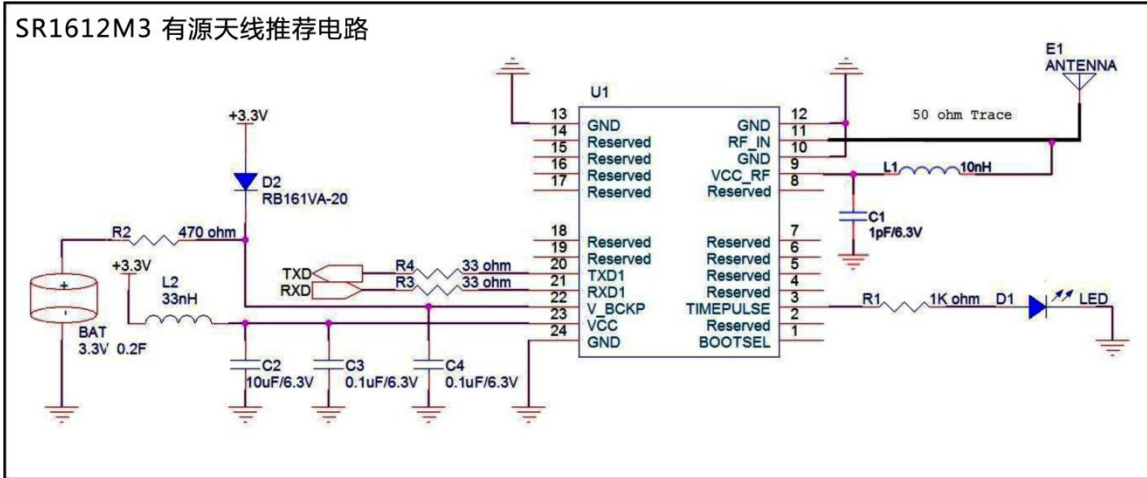 SR1612M3 有源天线推荐电路
E1
ANTENNA
U1
+3.3V
50 ohm Trace
13 GND
14 Reserved
15 Reserved
16 Reserved
17 Reserved
GND 12
RF_IN 11
GND 10
VCC_RF 9
Reserved 8
L1 10nH
D2
RB161VA-20
C1
1pF/6.3V
R2 470 ohm
18 Reserved
19 Reserved
20 TXD1
21 RXD1
22 V_BCKP
23 VCC
24 GND
Reserved 7
Reserved 6
Reserved 5
Reserved 4
TIMEPULSE 3
Reserved 2
BOOTSEL 1
+3.3V
TXD R4 33 ohm
RXD R3 33 ohm
L2
33nH
R1 1K ohm D1 LED
+
-
BAT
3.3V 0.2F
C2
10uF/6.3V
C3
0.1uF/6.3V
C4
0.1uF/6.3V